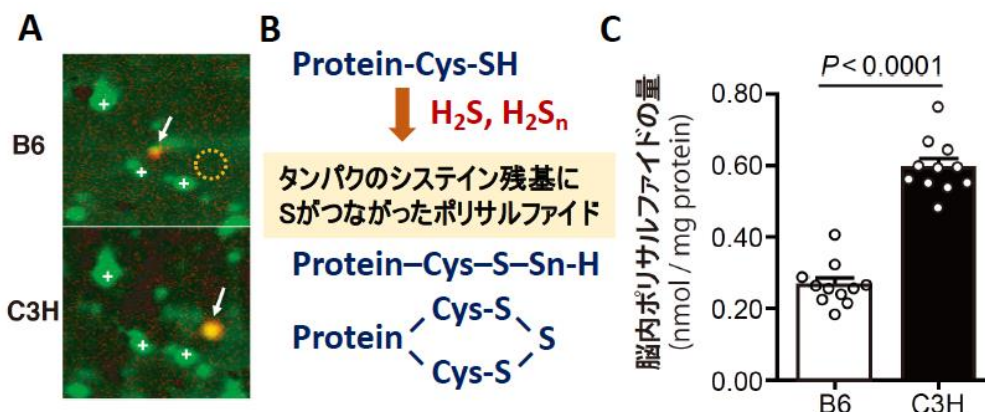 A
B6
+
+
+
C3H
+
+
+
B
Protein-Cys-SH
H₂S, H₂Sₙ
タンパクのシステイン残基に
Sがつながったポリサルファイド
Protein–Cys–S–Sn-H
Cys-S
Protein
S
Cys-S
C
P < 0.0001
脳内ポリサルファイドの量
(nmol / mg protein)
0.80
0.60
0.40
0.20
0.00
B6
C3H